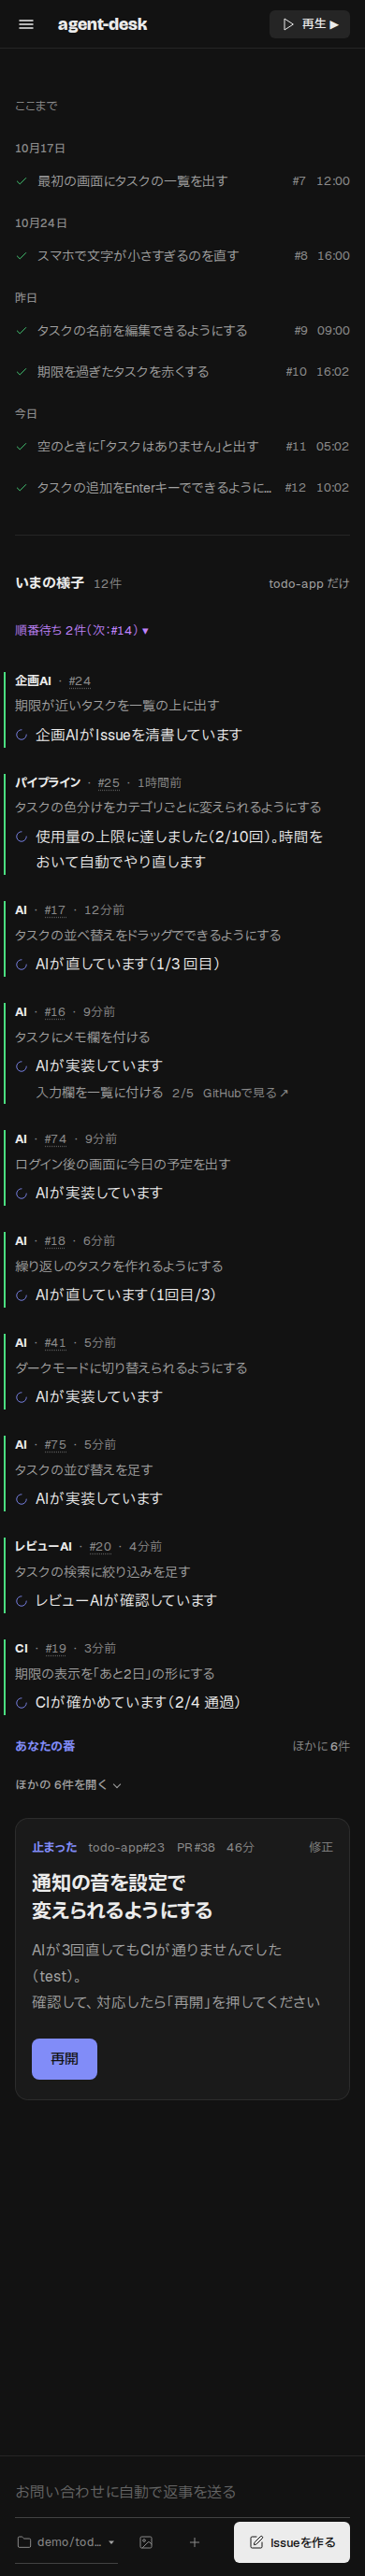 agent-desk 再生 ▶
ここまで
10月17日
最初の画面にタスクの一覧を出す #7 12:00
10月24日
スマホで文字が小さすぎるのを直す #8 16:00
昨日
タスクの名前を編集できるようにする #9 09:00
期限を過ぎたタスクを赤くする #10 16:02
今日
空のときに「タスクはありません」と出す #11 05:02
タスクの追加をEnterキーでできるように… #12 10:02
いまの様子 12件 todo-app だけ
順番待ち 2件（次：#14）▾
企画AI · #24
期限が近いタスクを一覧の上に出す
企画AIがIssueを清書しています
パイプライン · #25 · 1時間前
タスクの色分けをカテゴリごとに変えられるようにする
使用量の上限に達しました（2/10回）。時間を
おいて自動でやり直します
AI · #17 · 12分前
タスクの並べ替えをドラッグでできるようにする
AIが直しています（1/3 回目）
AI · #16 · 9分前
タスクにメモ欄を付ける
AIが実装しています
入力欄を一覧に付ける 2/5 GitHubで見る ↗
AI · #74 · 9分前
ログイン後の画面に今日の予定を出す
AIが実装しています
AI · #18 · 6分前
繰り返しのタスクを作れるようにする
AIが直しています（1回目/3）
AI · #41 · 5分前
ダークモードに切り替えられるようにする
AIが実装しています
AI · #75 · 5分前
タスクの並び替えを足す
AIが実装しています
レビューAI · #20 · 4分前
タスクの検索に絞り込みを足す
レビューAIが確認しています
CI · #19 · 3分前
期限の表示を「あと2日」の形にする
CIが確かめています（2/4 通過）
あなたの番 ほかに 6件
ほかの 6件を開く
止まった todo-app#23 PR#38 46分 修正
通知の音を設定で
変えられるようにする
AIが3回直してもCIが通りませんでした
（test）。
確認して、対応したら「再開」を押してください
再開
お問い合わせに自動で返事を送る
demo/tod… ▾ Issueを作る